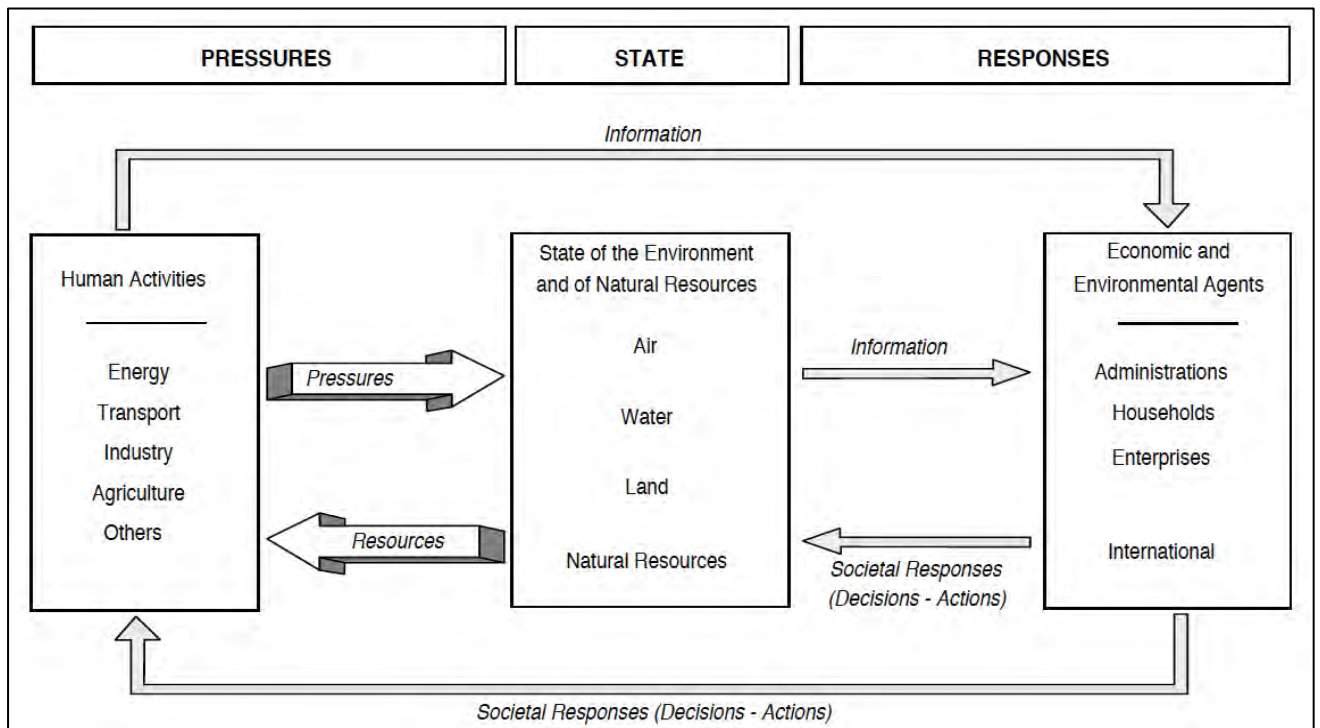 PRESSURES
STATE
RESPONSES
Information
Human Activities
Energy
Transport
Industry
Agriculture
Others
Pressures
Resources
State of the Environment
and of Natural Resources
Air
Water
Land
Natural Resources
Information
Societal Responses
(Decisions - Actions)
Economic and
Environmental Agents
Administrations
Households
Enterprises
International
Societal Responses (Decisions - Actions)